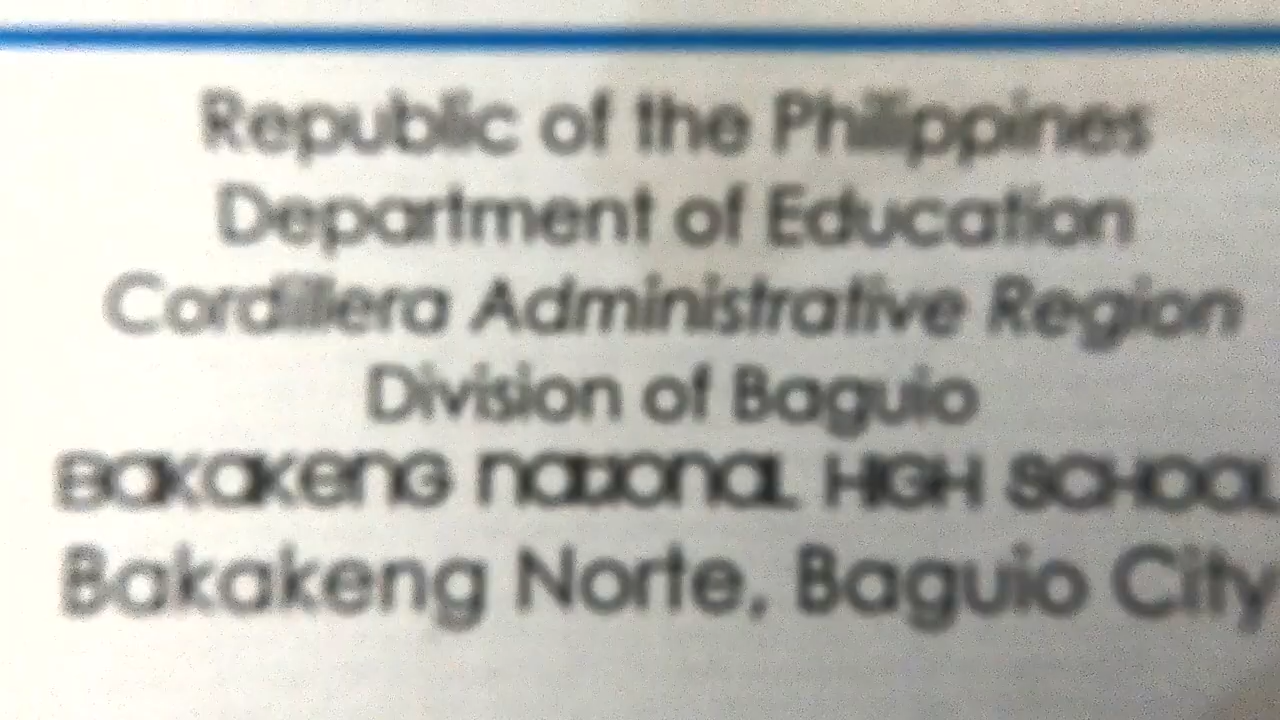 Republic of the Philippines
Department of Education
Cordillera Administrative Region
Division of Baguio
BAKAKENG NATIONAL HIGH SCHOOL
Bakakeng Norte, Baguio City